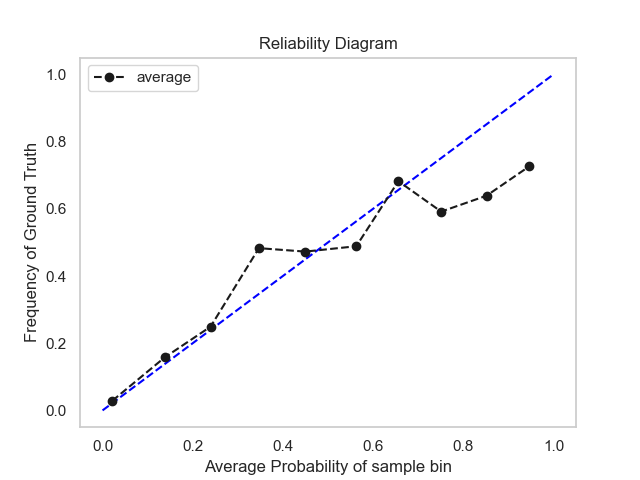 Reliability Diagram
average
Frequency of Ground Truth
1.0
0.8
0.6
0.4
0.2
0.0
0.0 0.2 0.4 0.6 0.8 1.0
Average Probability of sample bin